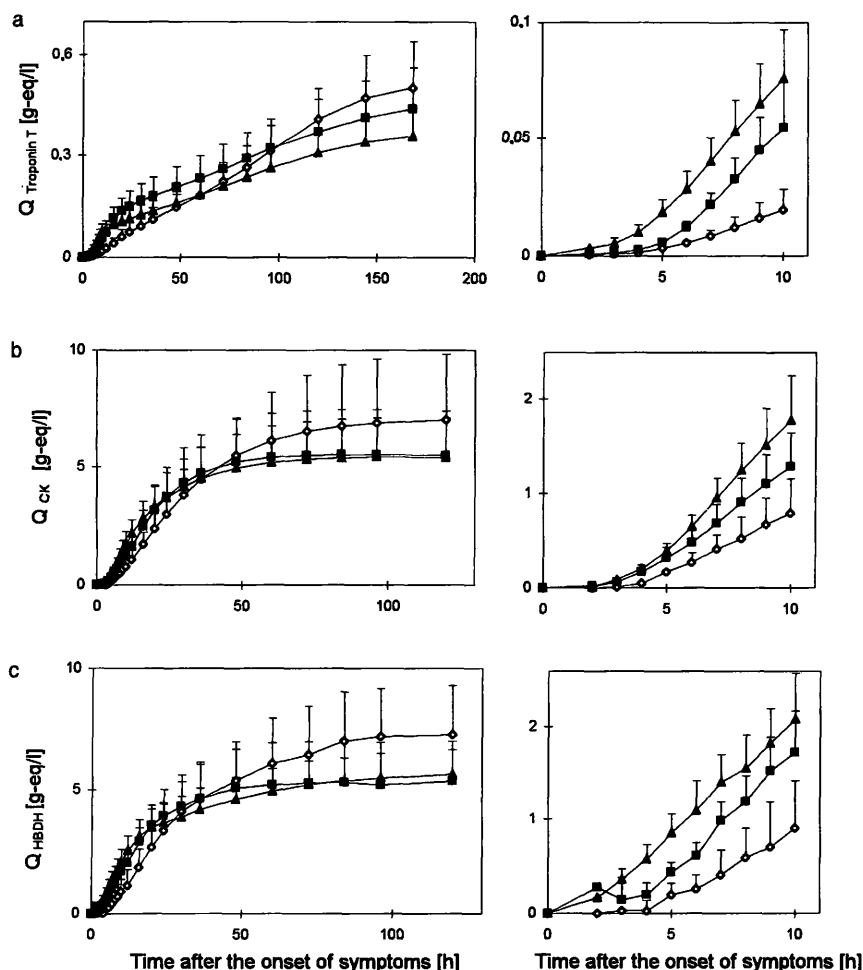 a
Q Troponin T [g-eq/l]
0,6
0,3
0
0 50 100 150 200
0.1
0.05
0
0 5 10
b
Q CK [g-eq/l]
10
5
0
0 50 100
2
1
0
0 5 10
c
Q HBDH [g-eq/l]
10
5
0
0 50 100
Time after the onset of symptoms [h]
2
1
0
0 5 10
Time after the onset of symptoms [h]